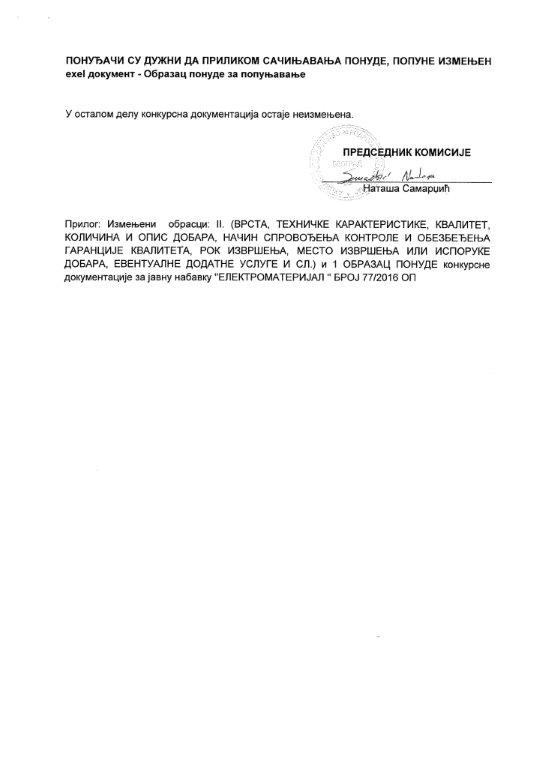 ПОНУЂАЧИ СУ ДУЖНИ ДА ПРИЛИКОМ САЧИЊАВАЊА ПОНУДЕ, ПОПУНЕ ИЗМЕЊЕН
exel документ - Образац понуде за попуњавање
У осталом делу конкурсна документација остаје неизмењена.
ПРЕДСЕДНИК КОМИСИЈЕ
Наташа Самарџић
Прилог: Измењени обрасци: II. (ВРСТА, ТЕХНИЧКЕ КАРАКТЕРИСТИКЕ, КВАЛИТЕТ,
КОЛИЧИНА И ОПИС ДОБАРА, НАЧИН СПРОВОЂЕЊА КОНТРОЛЕ И ОБЕЗБЕЂЕЊА
ГАРАНЦИЈЕ КВАЛИТЕТА, РОК ИЗВРШЕЊА, МЕСТО ИЗВРШЕЊА ИЛИ ИСПОРУКЕ
ДОБАРА, ЕВЕНТУАЛНЕ ДОДАТНЕ УСЛУГЕ И СЛ.) и 1 ОБРАЗАЦ ПОНУДЕ конкурсне
документације за јавну набавку "ЕЛЕКТРОМАТЕРИЈАЛ " БРОЈ 77/2016 ОП